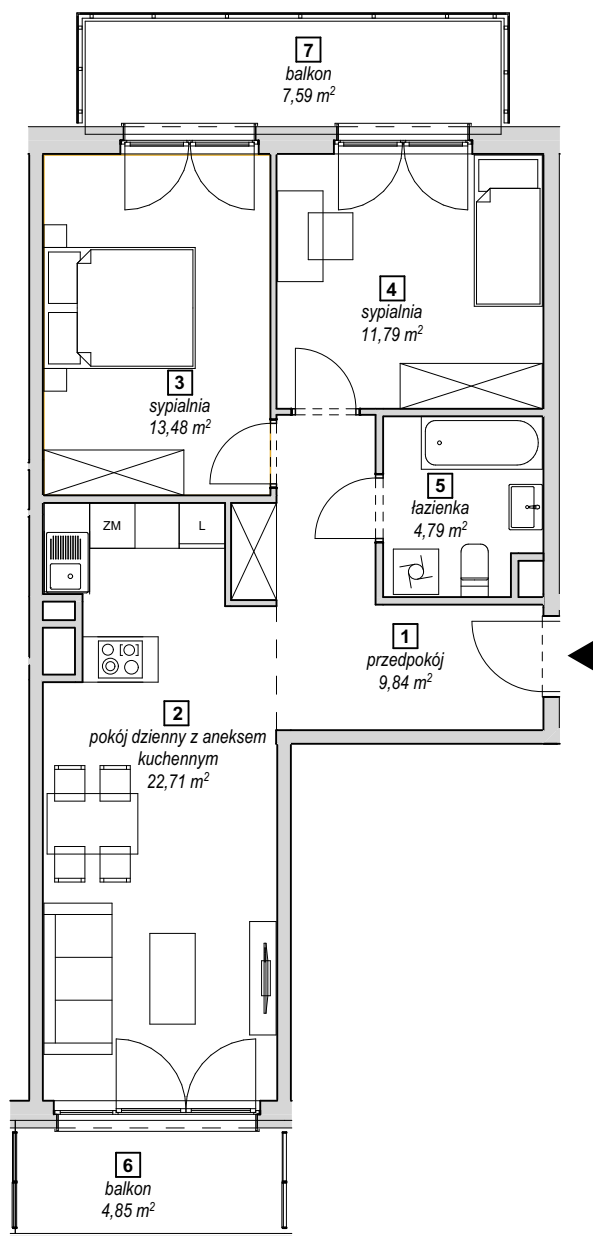 7
balkon
7,59 m²
4
sypialnia
11,79 m²
3
sypialnia
13,48 m²
5
łazienka
4,79 m²
ZM
L
1
przedpokój
9,84 m²
2
pokój dzienny z aneksem
kuchennym
22,71 m²
6
balkon
4,85 m²